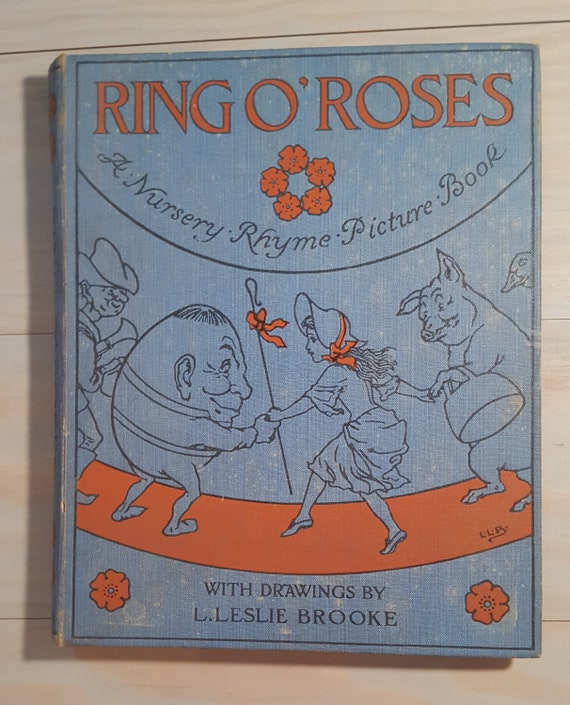 RING O' ROSES
A · Nursery · Rhyme · Picture · Book
L.L.B.
WITH DRAWINGS BY
L. LESLIE BROOKE